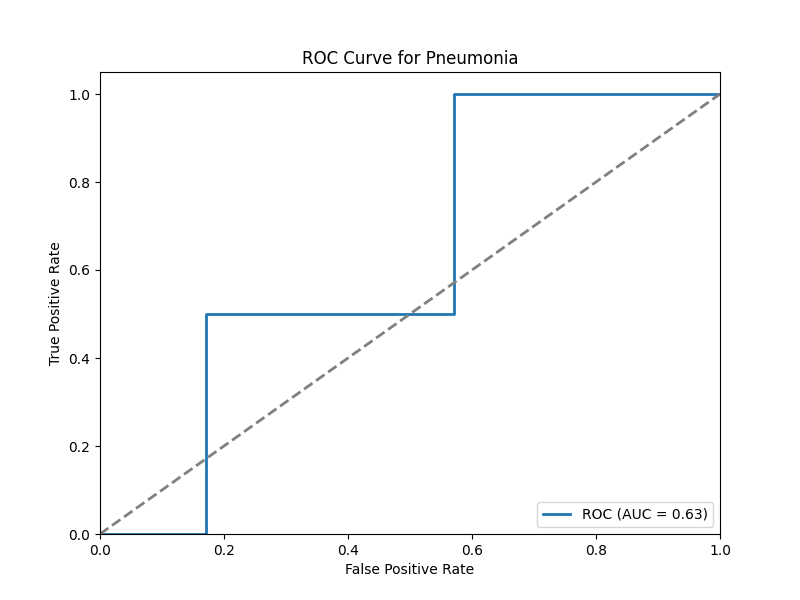 ROC Curve for Pneumonia
True Positive Rate
1.0
0.8
0.6
0.4
0.2
0.0
0.0 0.2 0.4 0.6 0.8 1.0
False Positive Rate
ROC (AUC = 0.63)